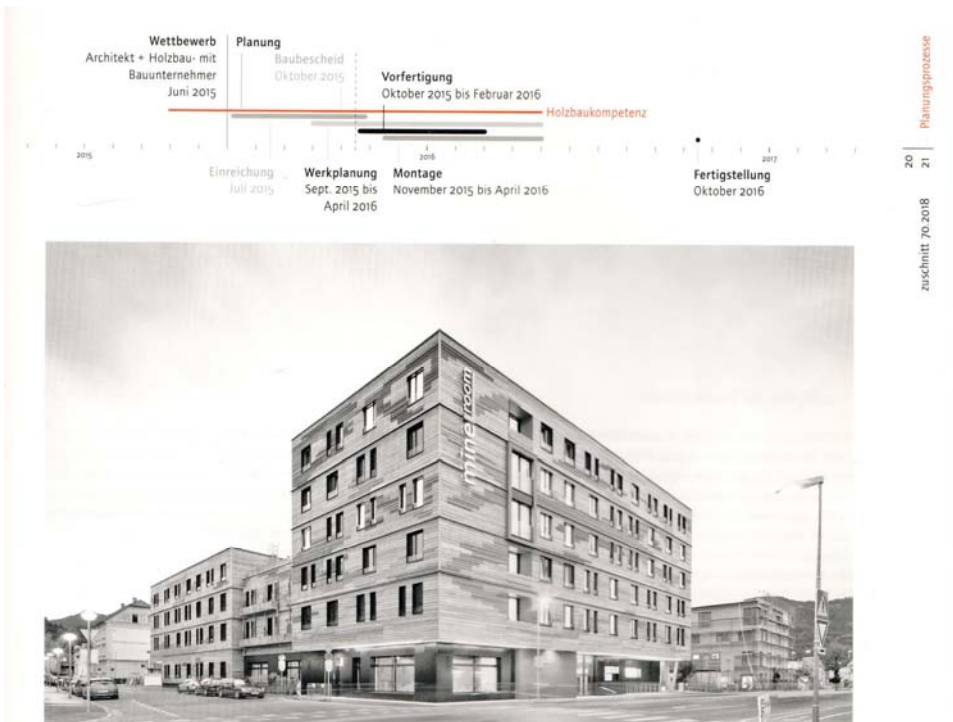 Wettbewerb
Architekt + Holzbau- mit
Bauunternehmer
Juni 2015
Planung
Baubescheid
Oktober 2015
Vorfertigung
Oktober 2015 bis Februar 2016
Holzbaukompetenz
2015
2016
2017
Einreichung
Juli 2015
Werkplanung
Sept. 2015 bis
April 2016
Montage
November 2015 bis April 2016
Fertigstellung
Oktober 2016
Planungsprozesse
20
21
zuschnitt 70.2018
mineroom